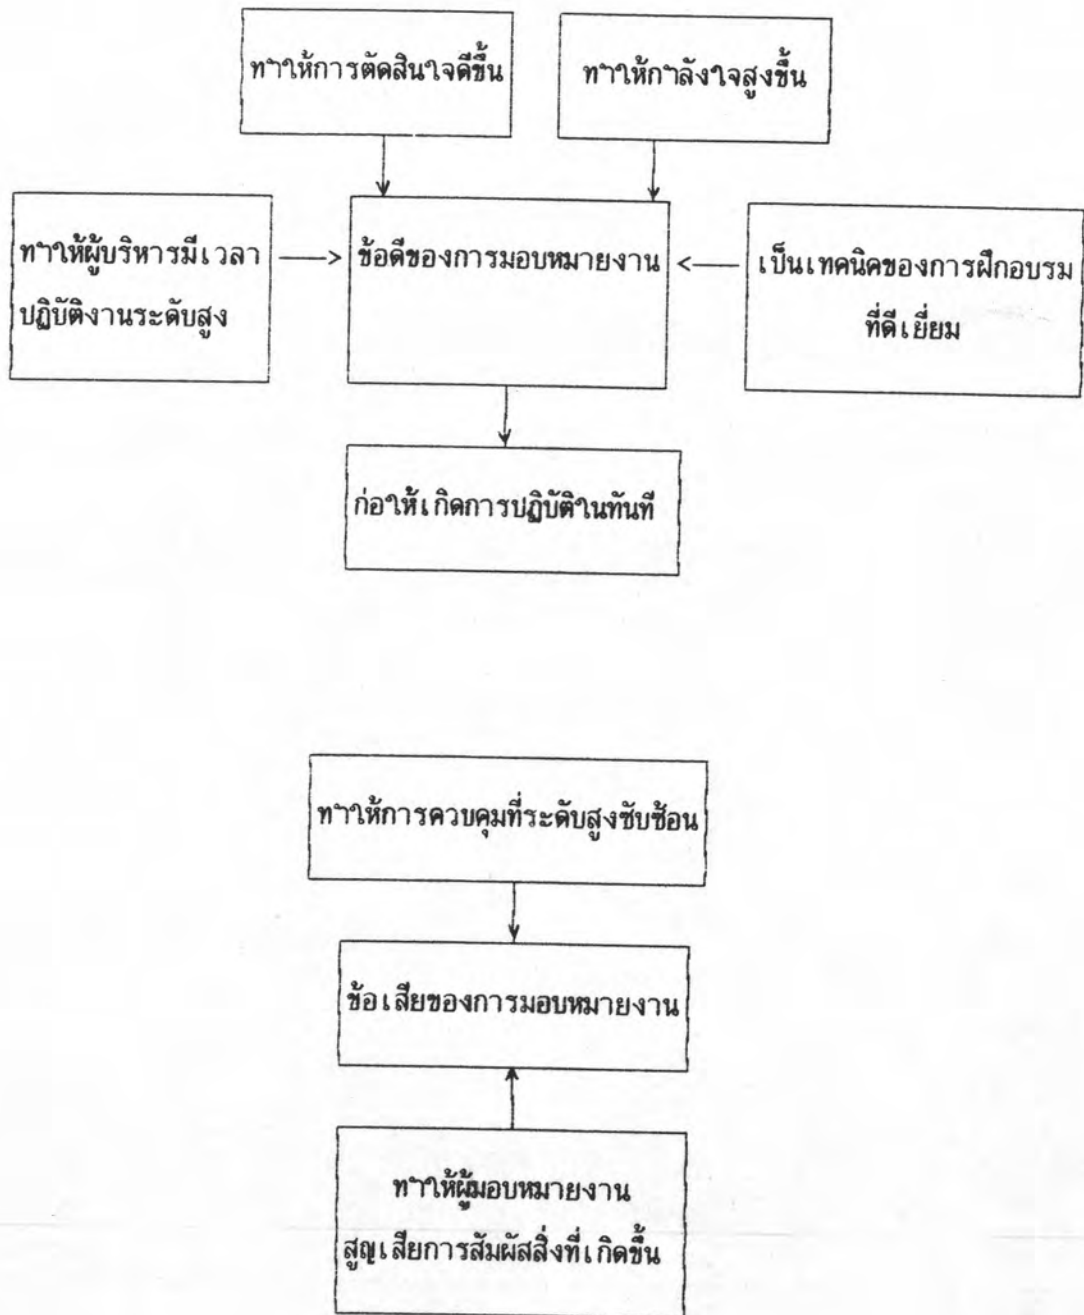 ทำให้การตัดสินใจดีขึ้น
ทำให้กำลังใจสูงขึ้น
ทำให้ผู้บริหารมีเวลา
ปฏิบัติงานระดับสูง
ข้อดีของการมอบหมายงาน
เป็นเทคนิคของการฝึกอบรม
ที่ดีเยี่ยม
ก่อให้เกิดการปฏิบัติในทันที
ทำให้การควบคุมที่ระดับสูงซับซ้อน
ข้อเสียของการมอบหมายงาน
ทำให้ผู้มอบหมายงาน
สูญเสียการสัมผัสสิ่งที่เกิดขึ้น